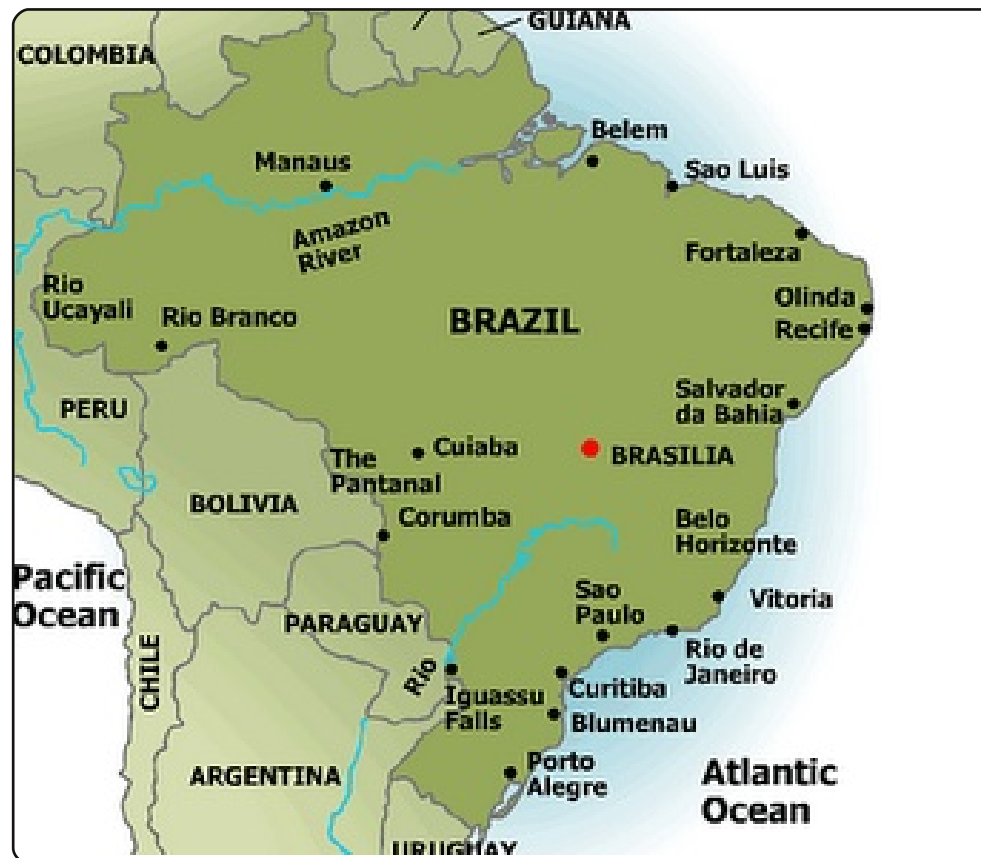 GUIANA
COLOMBIA
Belem
Manaus
Sao Luis
Amazon
River
Fortaleza
Rio
Ucayali
Olinda
Rio Branco
BRAZIL
Recife
Salvador
da Bahia
PERU
Cuiaba
BRASILIA
The
Pantanal
BOLIVIA
Corumba
Belo
Horizonte
Pacific
Ocean
Sao
Paulo
Vitoria
PARAGUAY
CHILE
Rio
Rio de
Janeiro
Iguassu
Falls
Curitiba
Blumenau
ARGENTINA
Porto
Alegre
Atlantic
Ocean
URUGUAY